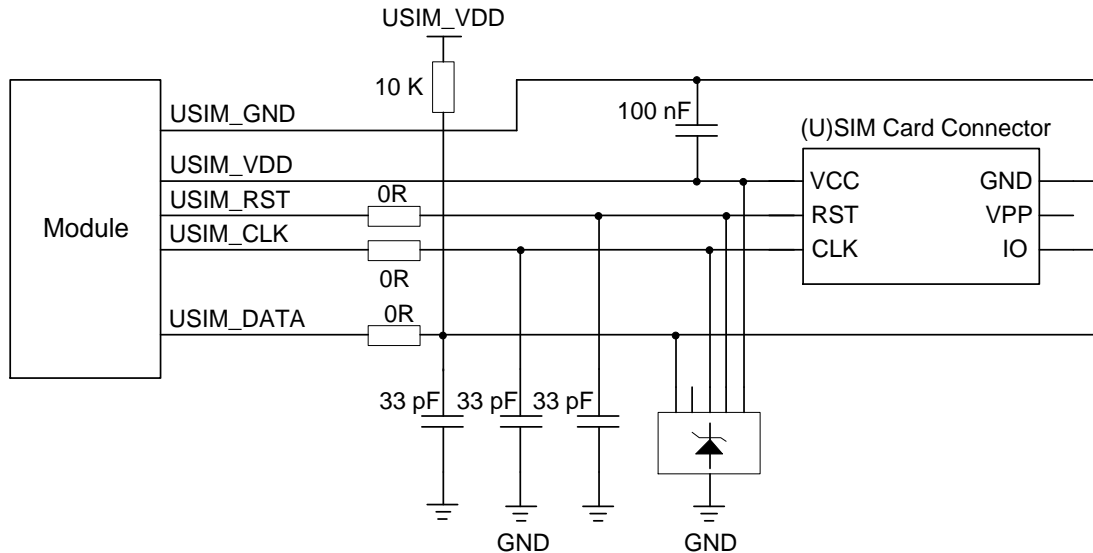 USIM_VDD
10 K
USIM_GND
100 nF
(U)SIM Card Connector
USIM_VDD
VCC
GND
USIM_RST
0R
RST
VPP
Module
USIM_CLK
CLK
IO
0R
USIM_DATA
0R
33 pF
33 pF
33 pF
GND
GND